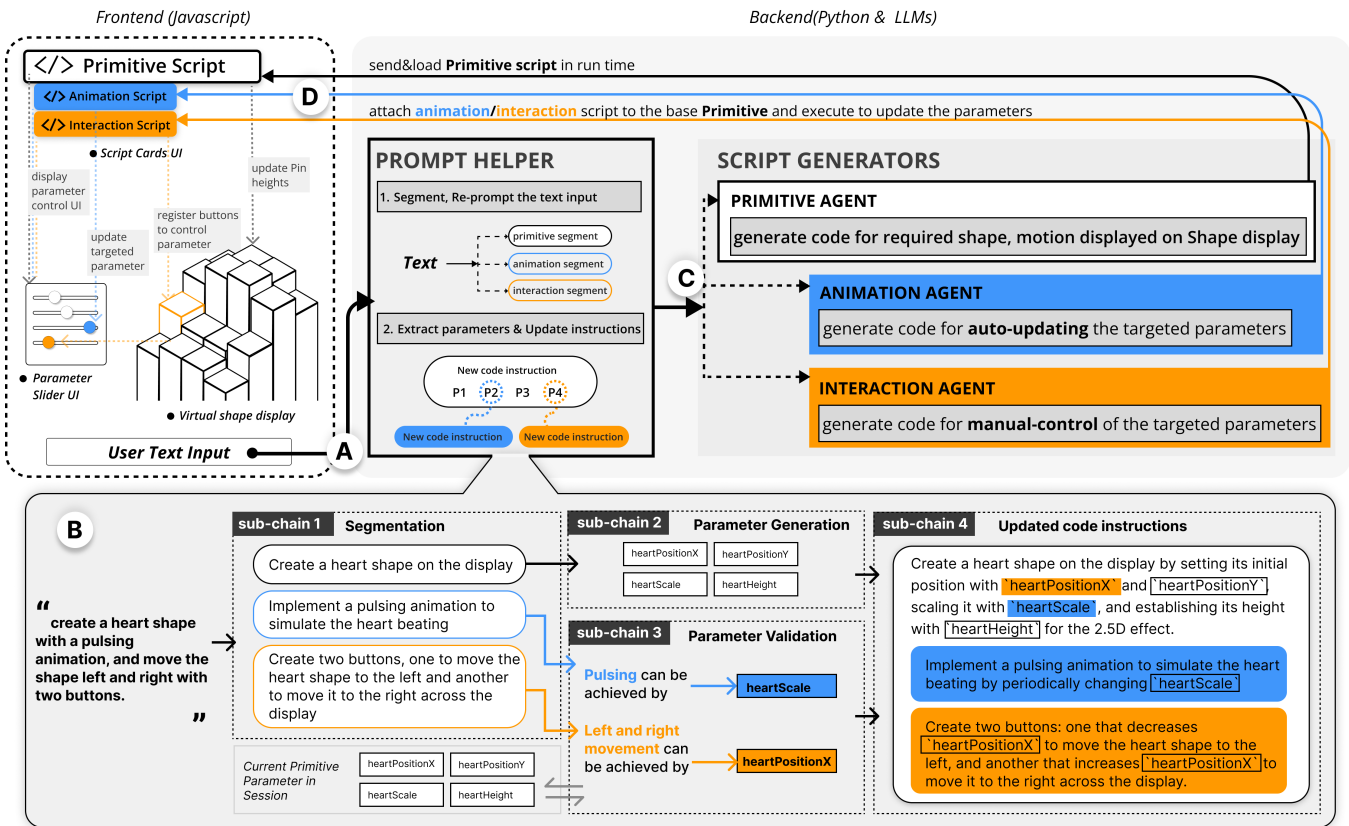 Frontend (Javascript)
Backend(Python & LLMs)
</> Primitive Script
</> Animation Script
</> Interaction Script
● Script Cards UI
display
parameter
control UI
update
targeted
parameter
register buttons
to control
parameter
update Pin
heights
● Parameter
Slider UI
● Virtual shape display
User Text Input
A
D
send&load Primitive script in run time
attach animation/interaction script to the base Primitive and execute to update the parameters
PROMPT HELPER
1. Segment, Re-prompt the text input
Text
primitive segment
animation segment
interaction segment
2. Extract parameters & Update instructions
New code instruction
P1 P2 P3 P4
New code instruction
New code instruction
C
SCRIPT GENERATORS
PRIMITIVE AGENT
generate code for required shape, motion displayed on Shape display
ANIMATION AGENT
generate code for auto-updating the targeted parameters
INTERACTION AGENT
generate code for manual-control of the targeted parameters
B
“
create a heart shape
with a pulsing
animation, and move the
shape left and right with
two buttons.
”
sub-chain 1 Segmentation
Create a heart shape on the display
Implement a pulsing animation to
simulate the heart beating
Create two buttons, one to move the
heart shape to the left and another
to move it to the right across the
display
Current Primitive
Parameter in
Session
heartPositionX heartPositionY
heartScale heartHeight
sub-chain 2 Parameter Generation
heartPositionX heartPositionY
heartScale heartHeight
sub-chain 3 Parameter Validation
Pulsing can be
achieved by
heartScale
Left and right
movement can
be achieved by
heartPositionX
sub-chain 4 Updated code instructions
Create a heart shape on the display by setting its initial
position with `heartPositionX` and `heartPositionY`,
scaling it with `heartScale`, and establishing its height
with `heartHeight` for the 2.5D effect.
Implement a pulsing animation to simulate the heart
beating by periodically changing `heartScale`
Create two buttons: one that decreases
`heartPositionX` to move the heart shape to the
left, and another that increases `heartPositionX` to
move it to the right across the display.